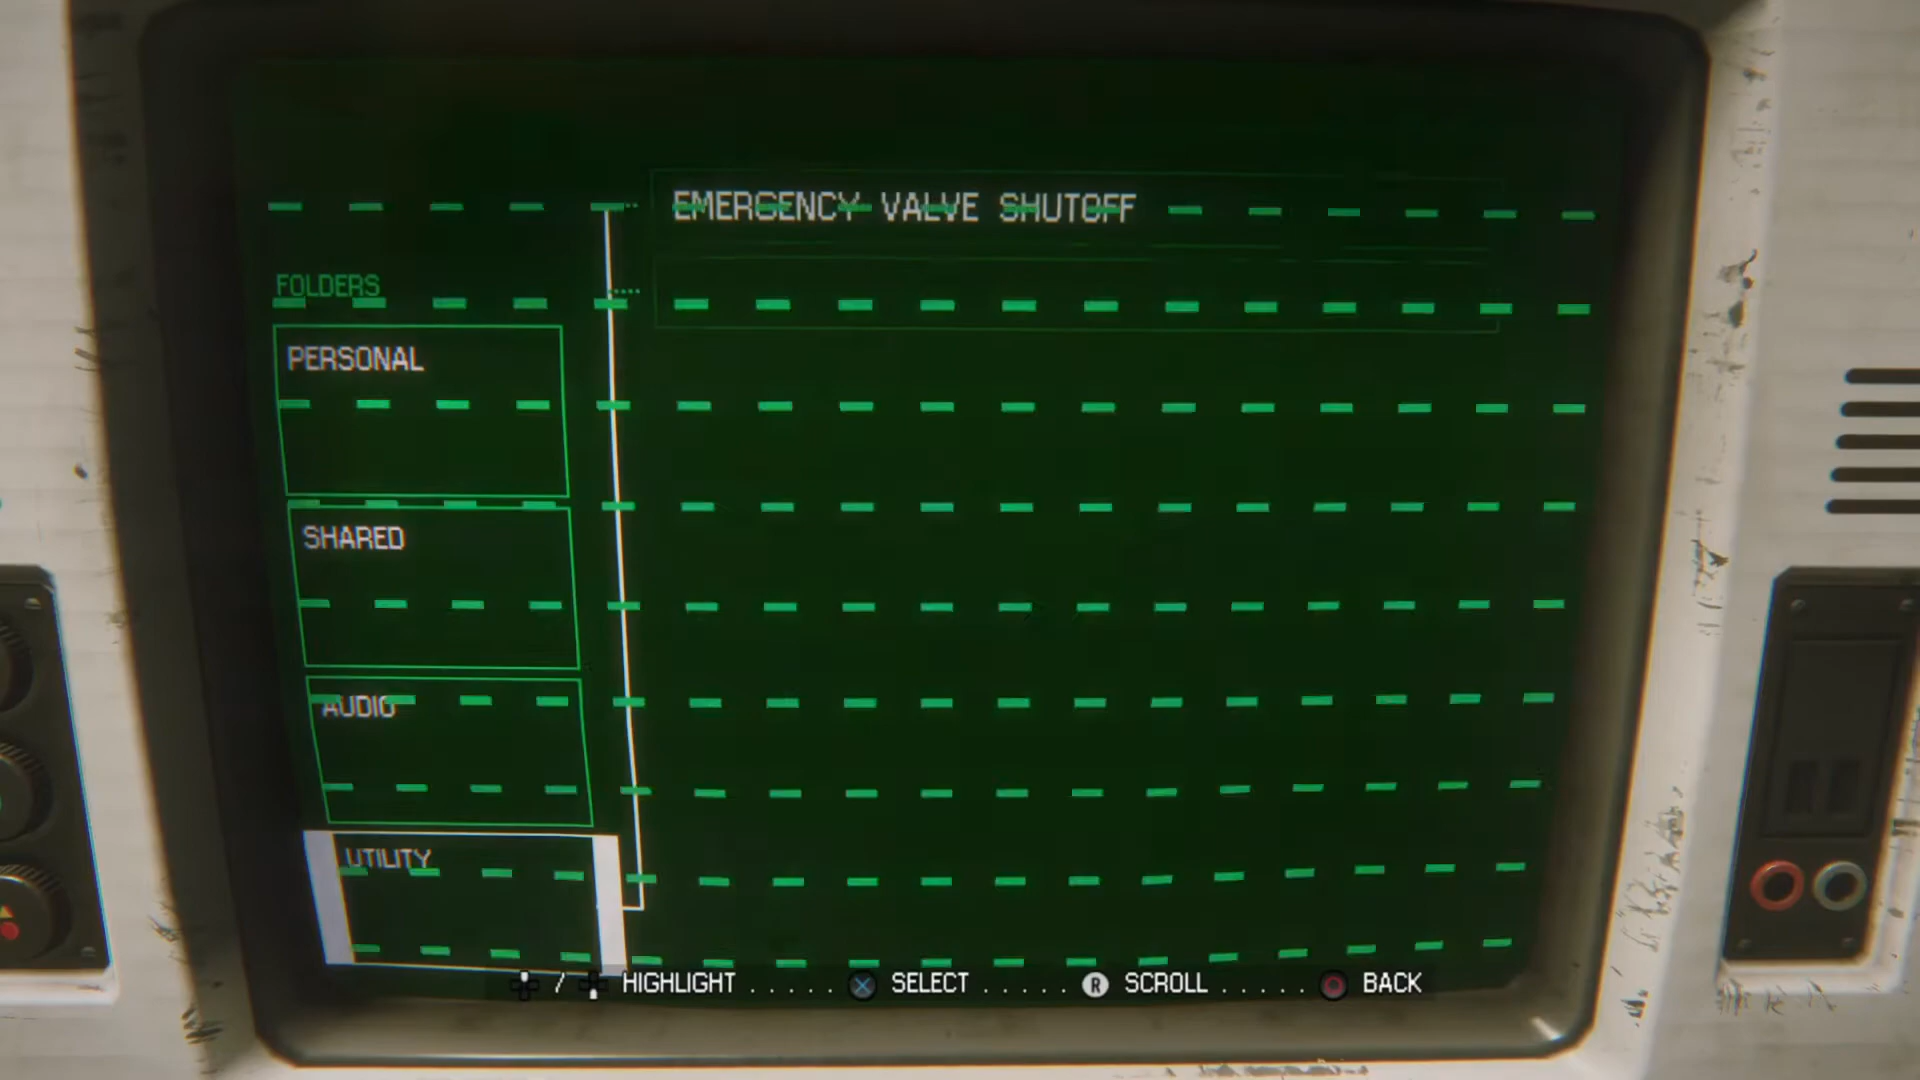 EMERGENCY VALVE SHUTOFF
FOLDERS
PERSONAL
SHARED
AUDIO
UTILITY
/ HIGHLIGHT ..... SELECT ..... R SCROLL ..... BACK